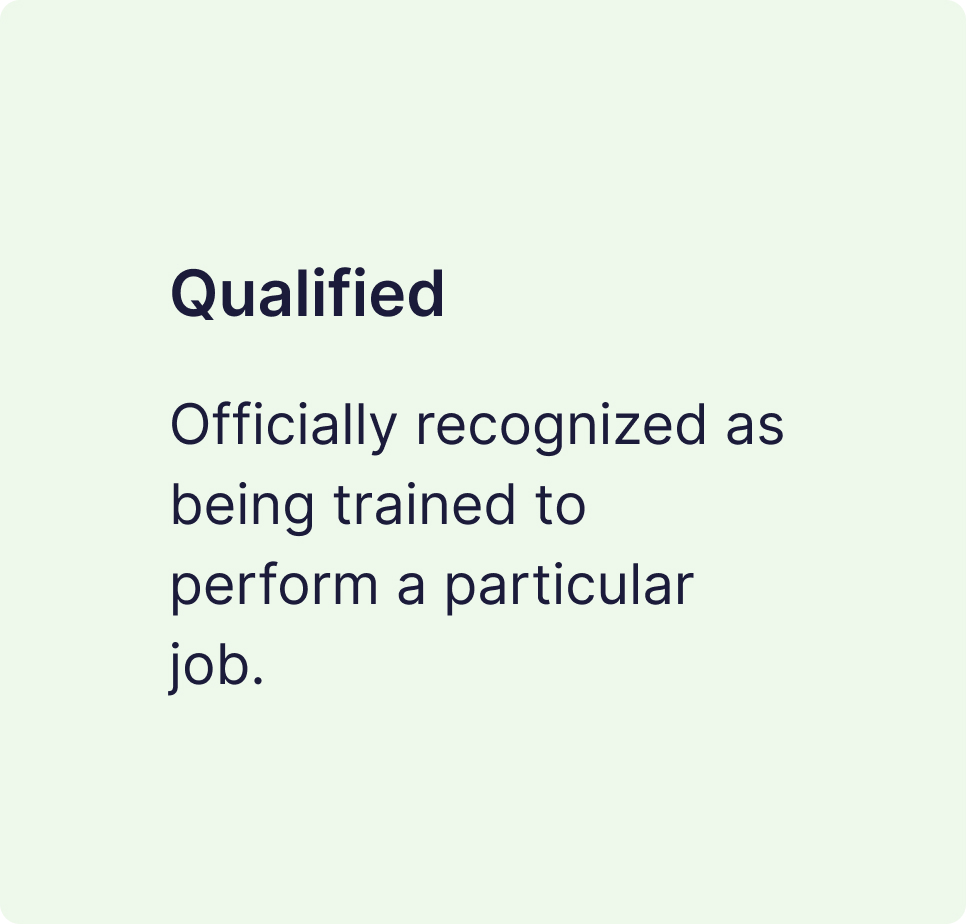 Qualified
Officially recognized as
being trained to
perform a particular
job.